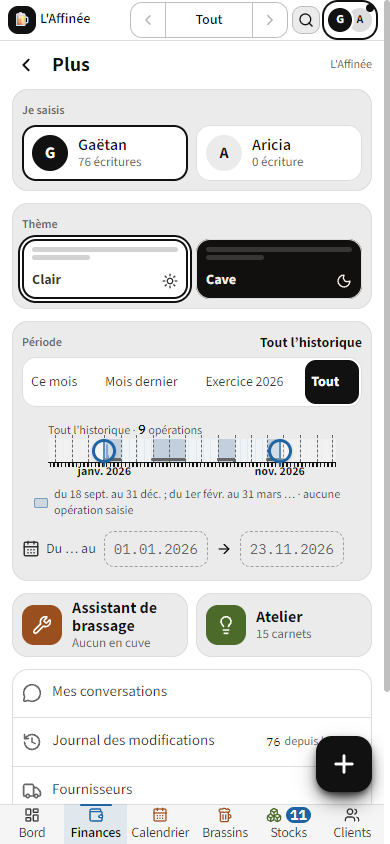 L'Affinée
Tout
G
A
Plus
L'Affinée
Je saisis
G
Gaëtan
76 écritures
A
Aricia
0 écriture
Thème
Clair
Cave
Période
Tout l’historique
Ce mois
Mois dernier
Exercice 2026
Tout
Tout l’historique · 9 opérations
janv. 2026
nov. 2026
du 18 sept. au 31 déc. ; du 1er févr. au 31 mars … · aucune
opération saisie
Du … au
01.01.2026
23.11.2026
Assistant de
brassage
Aucun en cuve
Atelier
15 carnets
Mes conversations
Journal des modifications
76 depuis
Fournisseurs
Bord
Finances
Calendrier
Brassins
11
Stocks
Clients